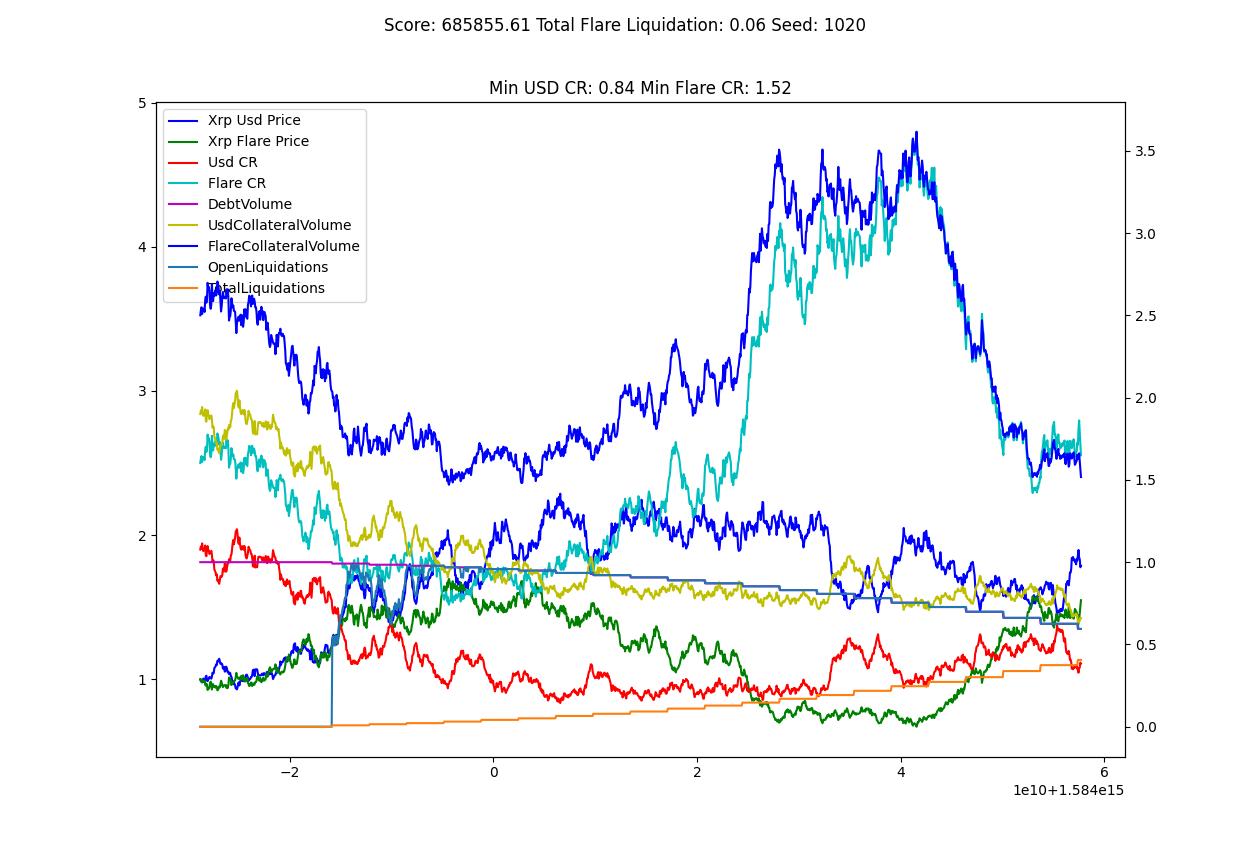 Score: 685855.61 Total Flare Liquidation: 0.06 Seed: 1020
Min USD CR: 0.84 Min Flare CR: 1.52
Xrp Usd Price
Xrp Flare Price
Usd CR
Flare CR
DebtVolume
UsdCollateralVolume
FlareCollateralVolume
OpenLiquidations
TotalLiquidations
5
4
3
2
1
3.5
3.0
2.5
2.0
1.5
1.0
0.5
0.0
−2 0 2 4 6
1e10+1.584e15